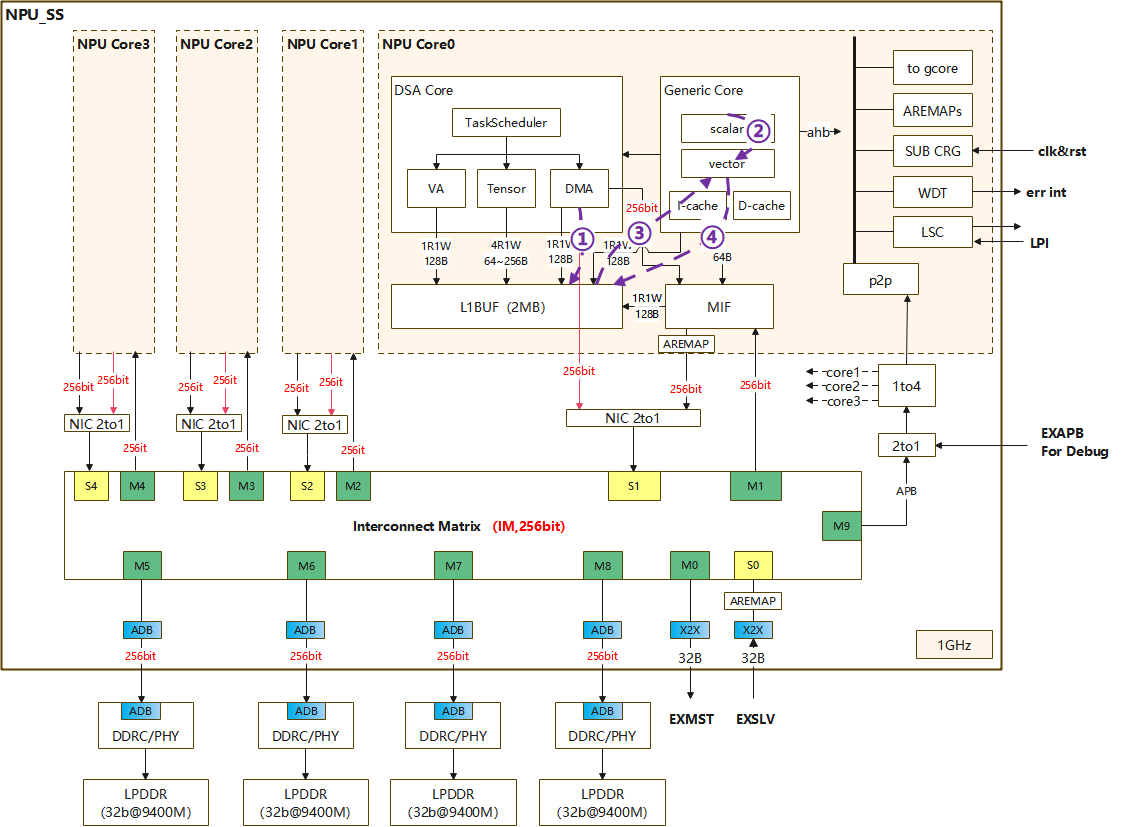 NPU_SS
NPU Core3
NPU Core2
NPU Core1
NPU Core0
DSA Core
TaskScheduler
VA
Tensor
DMA
Generic Core
scalar
②
vector
I-cache
D-cache
ahb
to gcore
AREMAPs
SUB CRG
clk&rst
WDT
err int
LSC
LPI
p2p
256bit
①
③
④
1R1W
128B
4R1W
64~256B
1R1W
128B
1R1W
128B
64B
L1BUF (2MB)
1R1W
128B
MIF
AREMAP
256bit
256bit
256it
256it
256it
256it
256bit
256bit
256bit
NIC 2to1
NIC 2to1
NIC 2to1
NIC 2to1
256it
256it
256it
core1
core2
core3
1to4
2to1
EXAPB
For Debug
APB
S4
M4
S3
M3
S2
M2
S1
M1
Interconnect Matrix (IM,256bit)
M9
M5
M6
M7
M8
M0
S0
AREMAP
ADB
ADB
ADB
ADB
X2X
X2X
256bit
256bit
256bit
256bit
32B
32B
1GHz
EXMST
EXSLV
ADB
DDRC/PHY
ADB
DDRC/PHY
ADB
DDRC/PHY
ADB
DDRC/PHY
LPDDR
(32b@9400M)
LPDDR
(32b@9400M)
LPDDR
(32b@9400M)
LPDDR
(32b@9400M)